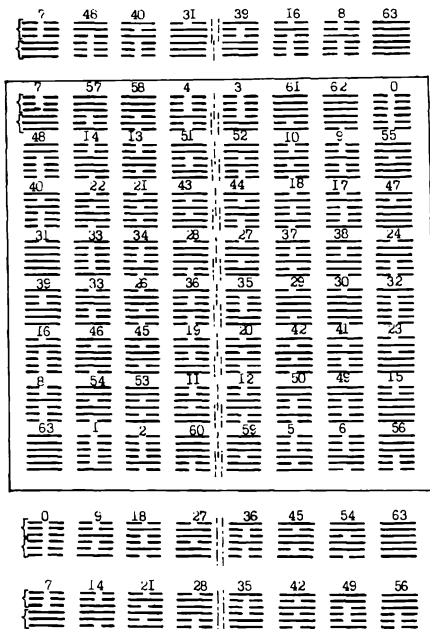 7 48 40 31 39 16 8 63
7 57 58 4 3 61 62 0
48 14 13 51 52 10 9 55
40 22 21 43 44 18 17 47
31 33 34 28 27 37 38 24
39 33 26 36 35 29 30 32
16 46 45 19 20 42 41 23
8 54 53 11 12 50 49 15
63 1 2 60 59 5 6 56
0 9 18 27 36 45 54 63
7 14 21 28 35 42 49 56